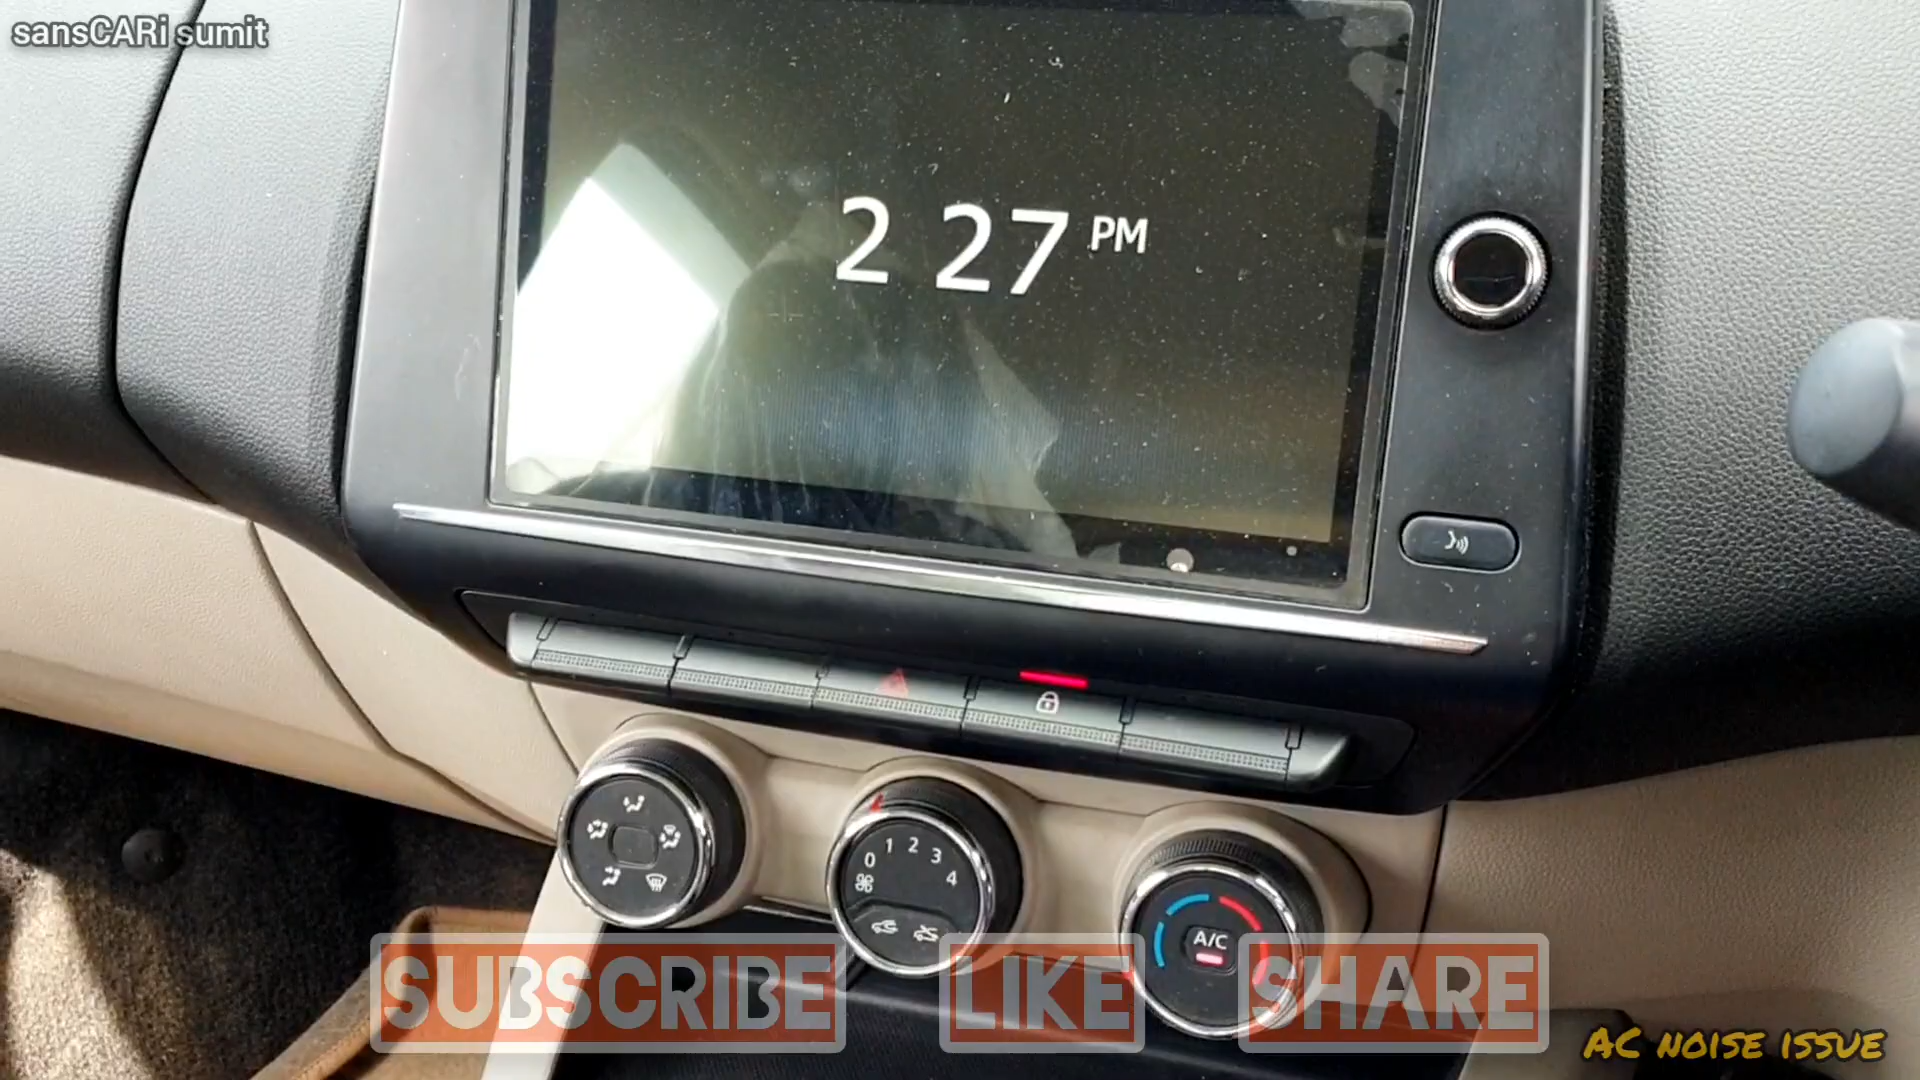 sansCARi sumit
2 27 PM
0 1 2 3 4
A/C
SUBSCRIBE LIKE SHARE
AC NOISE ISSUE